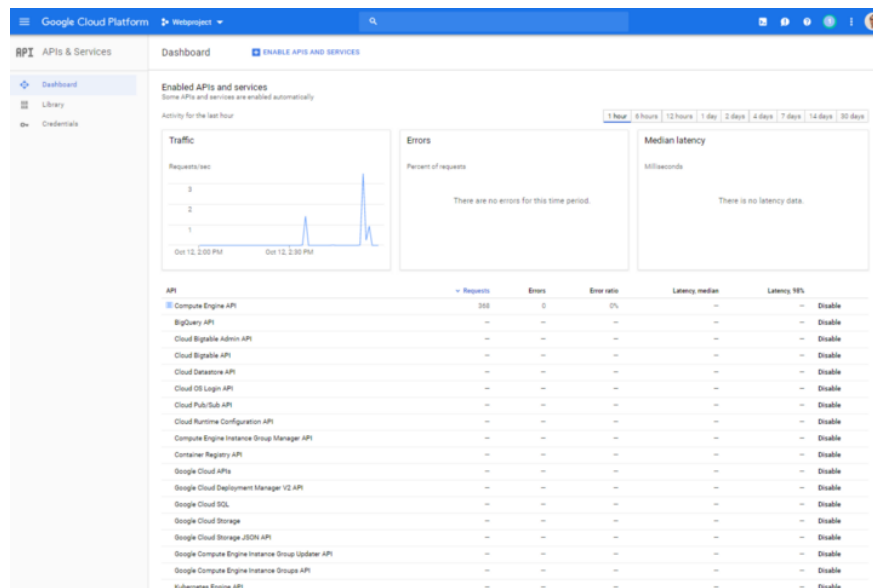 Google Cloud Platform Webproject
API APIs & Services Dashboard ENABLE APIS AND SERVICES
Dashboard
Library
Credentials
Enabled APIs and services
Some APIs and services are enabled automatically
Activity for the last hour
1 hour 6 hours 12 hours 1 day 2 days 4 days 7 days 14 days 30 days
Traffic
Requests/sec
3
2
1
Oct 12, 2:00 PM Oct 12, 2:30 PM
Errors
Percent of requests
There are no errors for this time period.
Median latency
Milliseconds
There is no latency data.
API Requests Errors Error ratio Latency, median Latency, 98%
Compute Engine API 368 0 0% — — Disable
BigQuery API — — — — — Disable
Cloud Bigtable Admin API — — — — — Disable
Cloud Bigtable API — — — — — Disable
Cloud Datastore API — — — — — Disable
Cloud OS Login API — — — — — Disable
Cloud Pub/Sub API — — — — — Disable
Cloud Runtime Configuration API — — — — — Disable
Compute Engine Instance Group Manager API — — — — — Disable
Container Registry API — — — — — Disable
Google Cloud APIs — — — — — Disable
Google Cloud Deployment Manager V2 API — — — — — Disable
Google Cloud SQL — — — — — Disable
Google Cloud Storage — — — — — Disable
Google Cloud Storage JSON API — — — — — Disable
Google Compute Engine Instance Group Updater API — — — — — Disable
Google Compute Engine Instance Groups API — — — — — Disable
Kubernetes Engine API — — — — — Disable